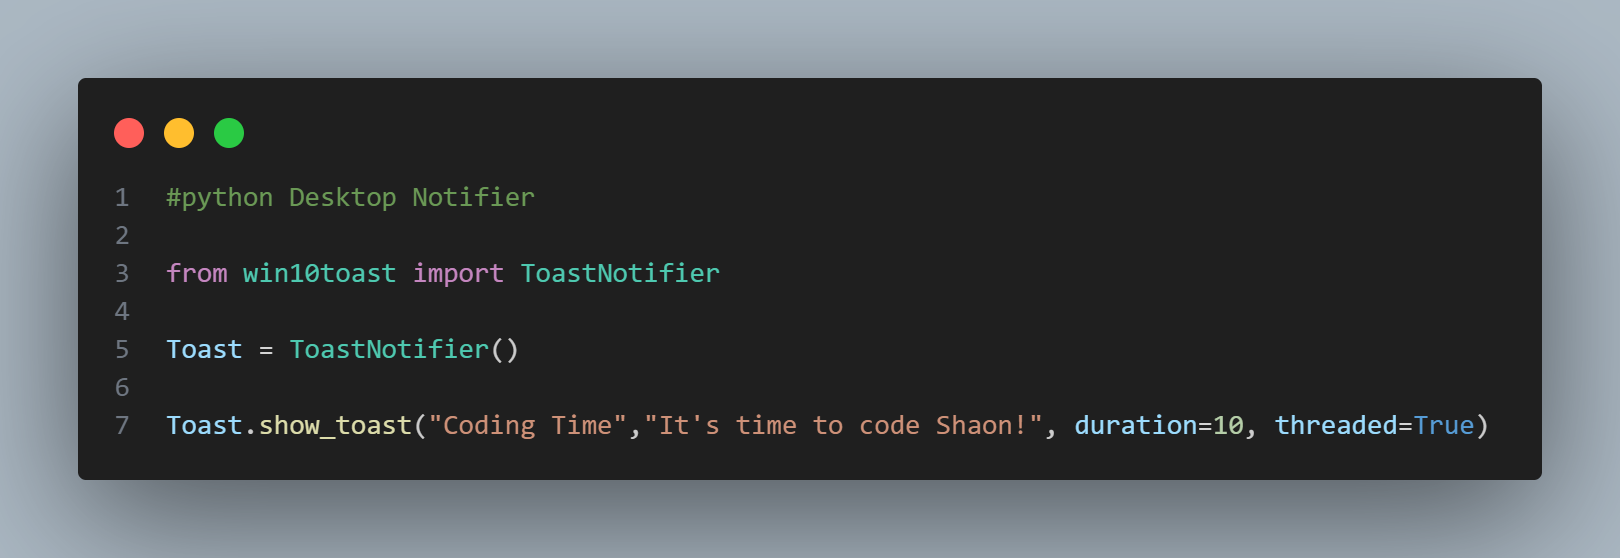 1 #python Desktop Notifier
2
3 from win10toast import ToastNotifier
4
5 Toast = ToastNotifier()
6
7 Toast.show_toast("Coding Time","It's time to code Shaon!", duration=10, threaded=True)